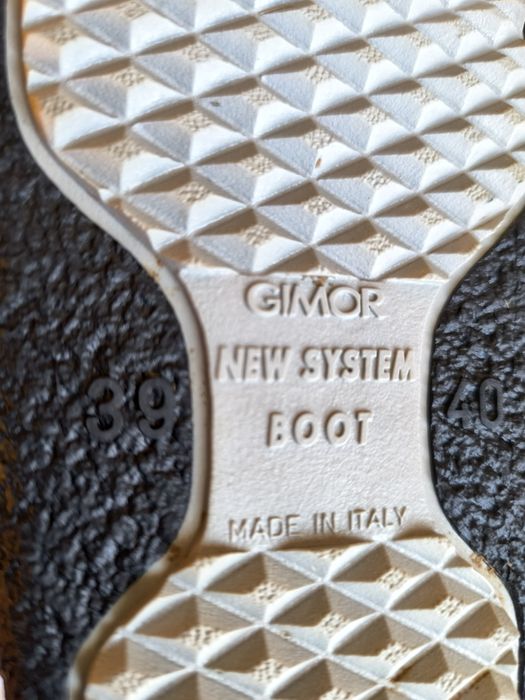 GIMOR
NEW SYSTEM
39 BOOT 40
MADE IN ITALY